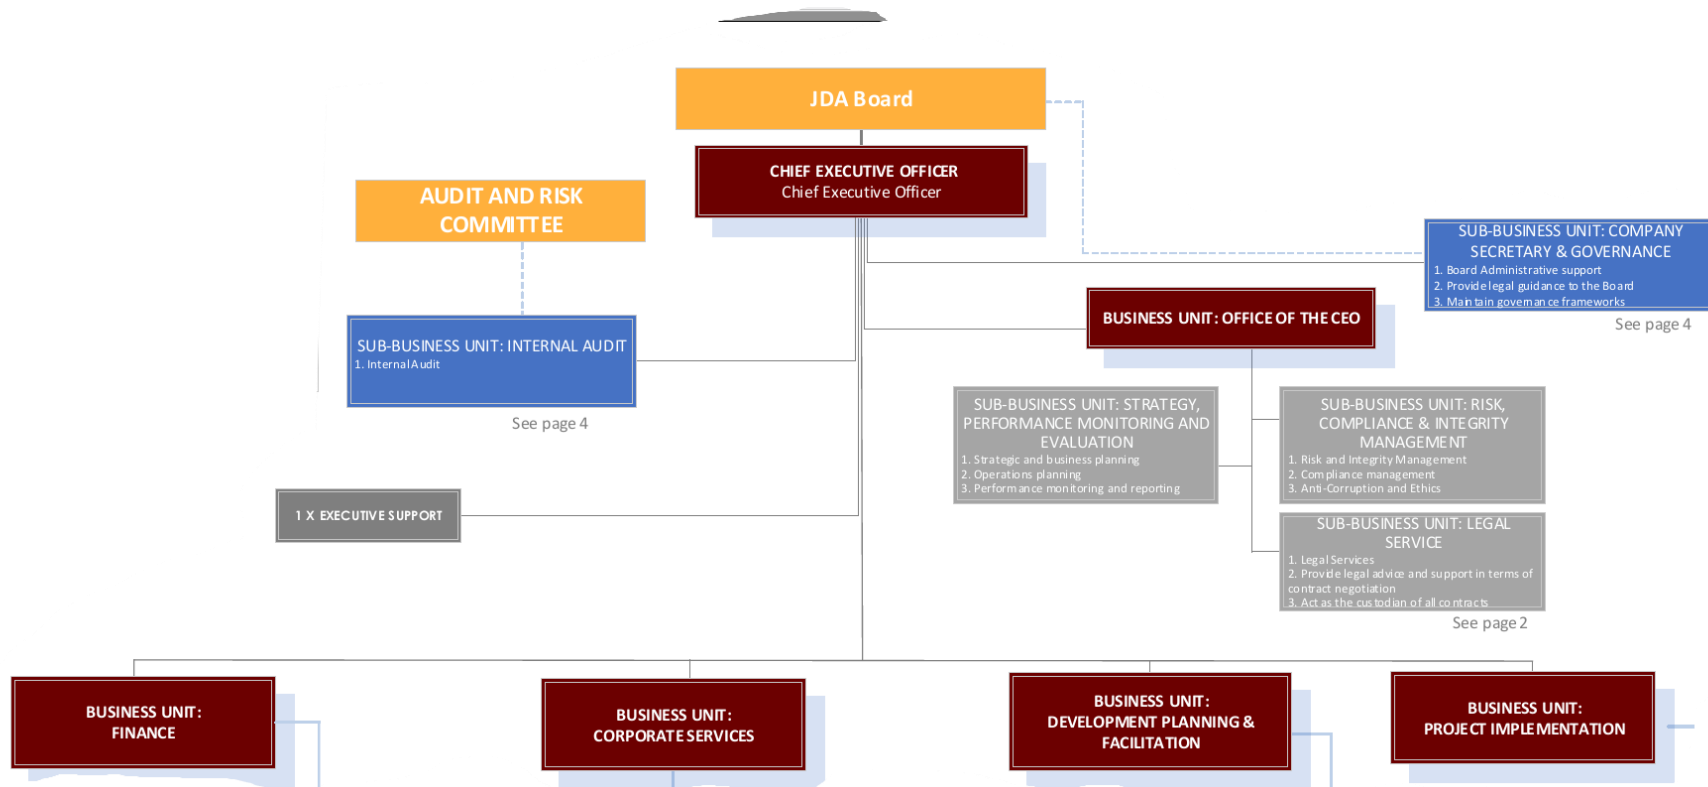 JDA Board
CHIEF EXECUTIVE OFFICER
Chief Executive Officer
AUDIT AND RISK
COMMITTEE
SUB-BUSINESS UNIT: COMPANY
SECRETARY & GOVERNANCE
1. Board Administrative support
2. Provide legal guidance to the Board
3. Maintain governance frameworks
See page 4
BUSINESS UNIT: OFFICE OF THE CEO
SUB-BUSINESS UNIT: INTERNAL AUDIT
1. Internal Audit
See page 4
SUB-BUSINESS UNIT: STRATEGY,
PERFORMANCE MONITORING AND
EVALUATION
1. Strategic and business planning
2. Operations planning
3. Performance monitoring and reporting
SUB-BUSINESS UNIT: RISK,
COMPLIANCE & INTEGRITY
MANAGEMENT
1. Risk and Integrity Management
2. Compliance management
3. Anti-Corruption and Ethics
1 X EXECUTIVE SUPPORT
SUB-BUSINESS UNIT: LEGAL
SERVICE
1. Legal Services
2. Provide legal advice and support in terms of
contract negotiation
3. Act as the custodian of all contracts
See page 2
BUSINESS UNIT:
FINANCE
BUSINESS UNIT:
CORPORATE SERVICES
BUSINESS UNIT:
DEVELOPMENT PLANNING &
FACILITATION
BUSINESS UNIT:
PROJECT IMPLEMENTATION